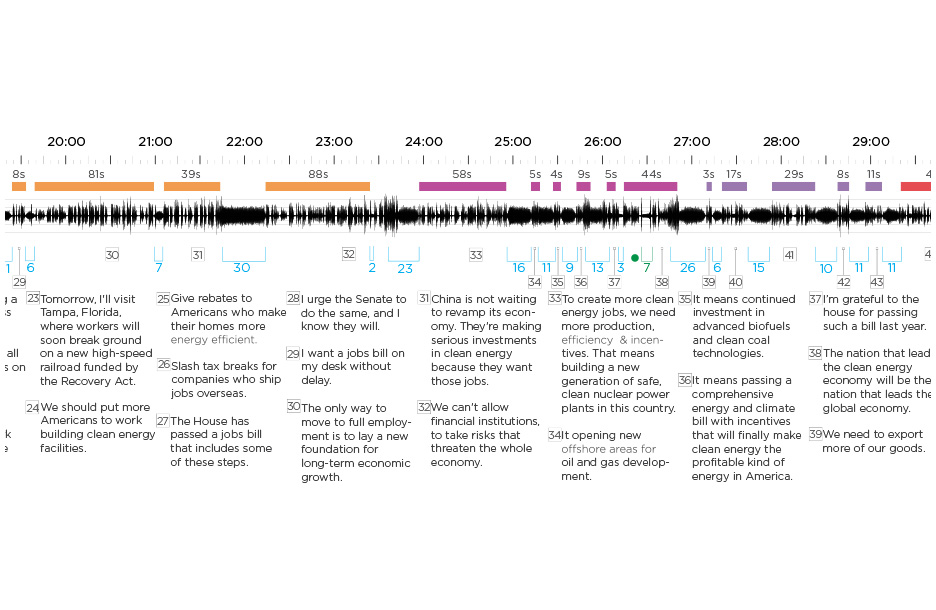 20:00 21:00 22:00 23:00 24:00 25:00 26:00 27:00 28:00 29:00
8s 81s 39s 88s 58s 5s 4s 9s 5s 44s 3s 17s 29s 8s 11s 4
30 31 32 33 34 35 36 37 38 39 40 41 42 43 4
1 6 7 30 2 23 16 11 9 13 3 7 26 6 15 10 11 11
29
g a
ss
all
s on
k
e
23 Tomorrow, I'll visit
Tampa, Florida,
where workers will
soon break ground
on a new high-speed
railroad funded by
the Recovery Act.
24 We should put more
Americans to work
building clean energy
facilities.
25 Give rebates to
Americans who make
their homes more
energy efficient.
26 Slash tax breaks for
companies who ship
jobs overseas.
27 The House has
passed a jobs bill
that includes some
of these steps.
28 I urge the Senate to
do the same, and I
know they will.
29 I want a jobs bill on
my desk without
delay.
30 The only way to
move to full employ-
ment is to lay a new
foundation for
long-term economic
growth.
31 China is not waiting
to revamp its econ-
omy. They're making
serious investments
in clean energy
because they want
those jobs.
32 We can't allow
financial institutions,
to take risks that
threaten the whole
economy.
33 To create more clean
energy jobs, we need
more production,
efficiency & incen-
tives. That means
building a new
generation of safe,
clean nuclear power
plants in this country.
34 It opening new
offshore areas for
oil and gas develop-
ment.
35 It means continued
investment in
advanced biofuels
and clean coal
technologies.
36 It means passing a
comprehensive
energy and climate
bill with incentives
that will finally make
clean energy the
profitable kind of
energy in America.
37 I'm grateful to the
house for passing
such a bill last year.
38 The nation that lead
the clean energy
economy will be the
nation that leads the
global economy.
39 We need to export
more of our goods.